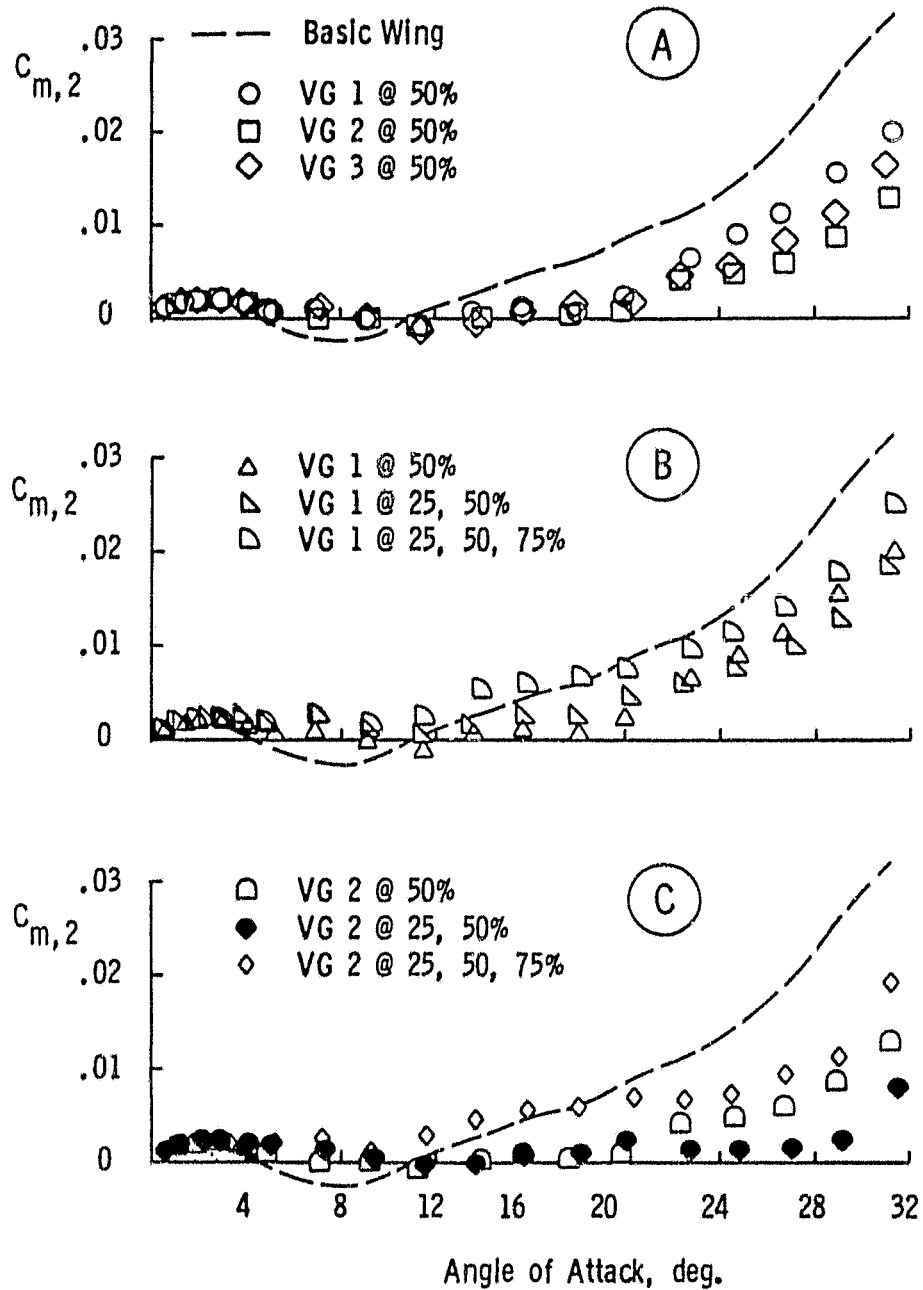 .03
C m,2
.02
.01
0
Basic Wing
VG 1 @ 50%
VG 2 @ 50%
VG 3 @ 50%
A
.03
C m,2
.02
.01
0
VG 1 @ 50%
VG 1 @ 25, 50%
VG 1 @ 25, 50, 75%
B
.03
C m,2
.02
.01
0
VG 2 @ 50%
VG 2 @ 25, 50%
VG 2 @ 25, 50, 75%
C
4 8 12 16 20 24 28 32
Angle of Attack, deg.